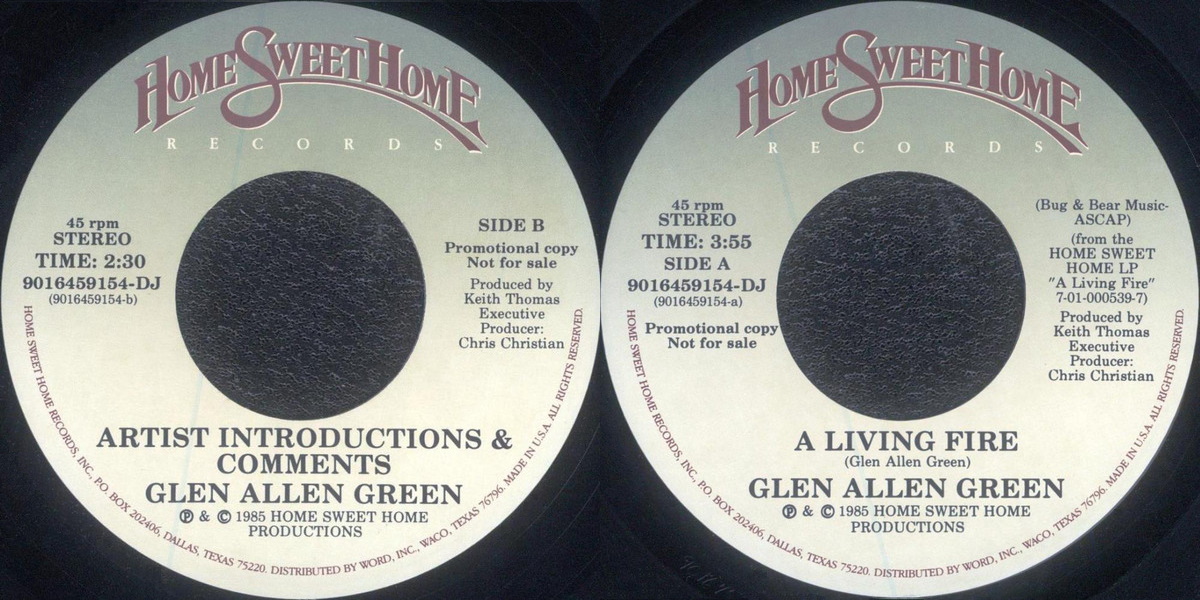 HOME SWEET HOME
RECORDS
45 rpm
STEREO
TIME: 2:30
9016459154-DJ
(9016459154-b)
SIDE B
Promotional copy
Not for sale
Produced by
Keith Thomas
Executive
Producer:
Chris Christian
ARTIST INTRODUCTIONS &
COMMENTS
GLEN ALLEN GREEN
℗ & © 1985 HOME SWEET HOME
PRODUCTIONS
HOME SWEET HOME RECORDS, INC., P.O. BOX 202406, DALLAS, TEXAS 75220. DISTRIBUTED BY WORD, INC., WACO, TEXAS 76796. MADE IN U.S.A. ALL RIGHTS RESERVED.
HOME SWEET HOME
RECORDS
45 rpm
STEREO
TIME: 3:55
SIDE A
9016459154-DJ
(9016459154-a)
Promotional copy
Not for sale
(Bug & Bear Music-
ASCAP)
(from the
HOME SWEET
HOME LP
"A Living Fire"
7-01-000539-7)
Produced by
Keith Thomas
Executive
Producer:
Chris Christian
A LIVING FIRE
(Glen Allen Green)
GLEN ALLEN GREEN
℗ & © 1985 HOME SWEET HOME
PRODUCTIONS
HOME SWEET HOME RECORDS, INC., P.O. BOX 202406, DALLAS, TEXAS 75220. DISTRIBUTED BY WORD, INC., WACO, TEXAS 76796. MADE IN U.S.A. ALL RIGHTS RESERVED.